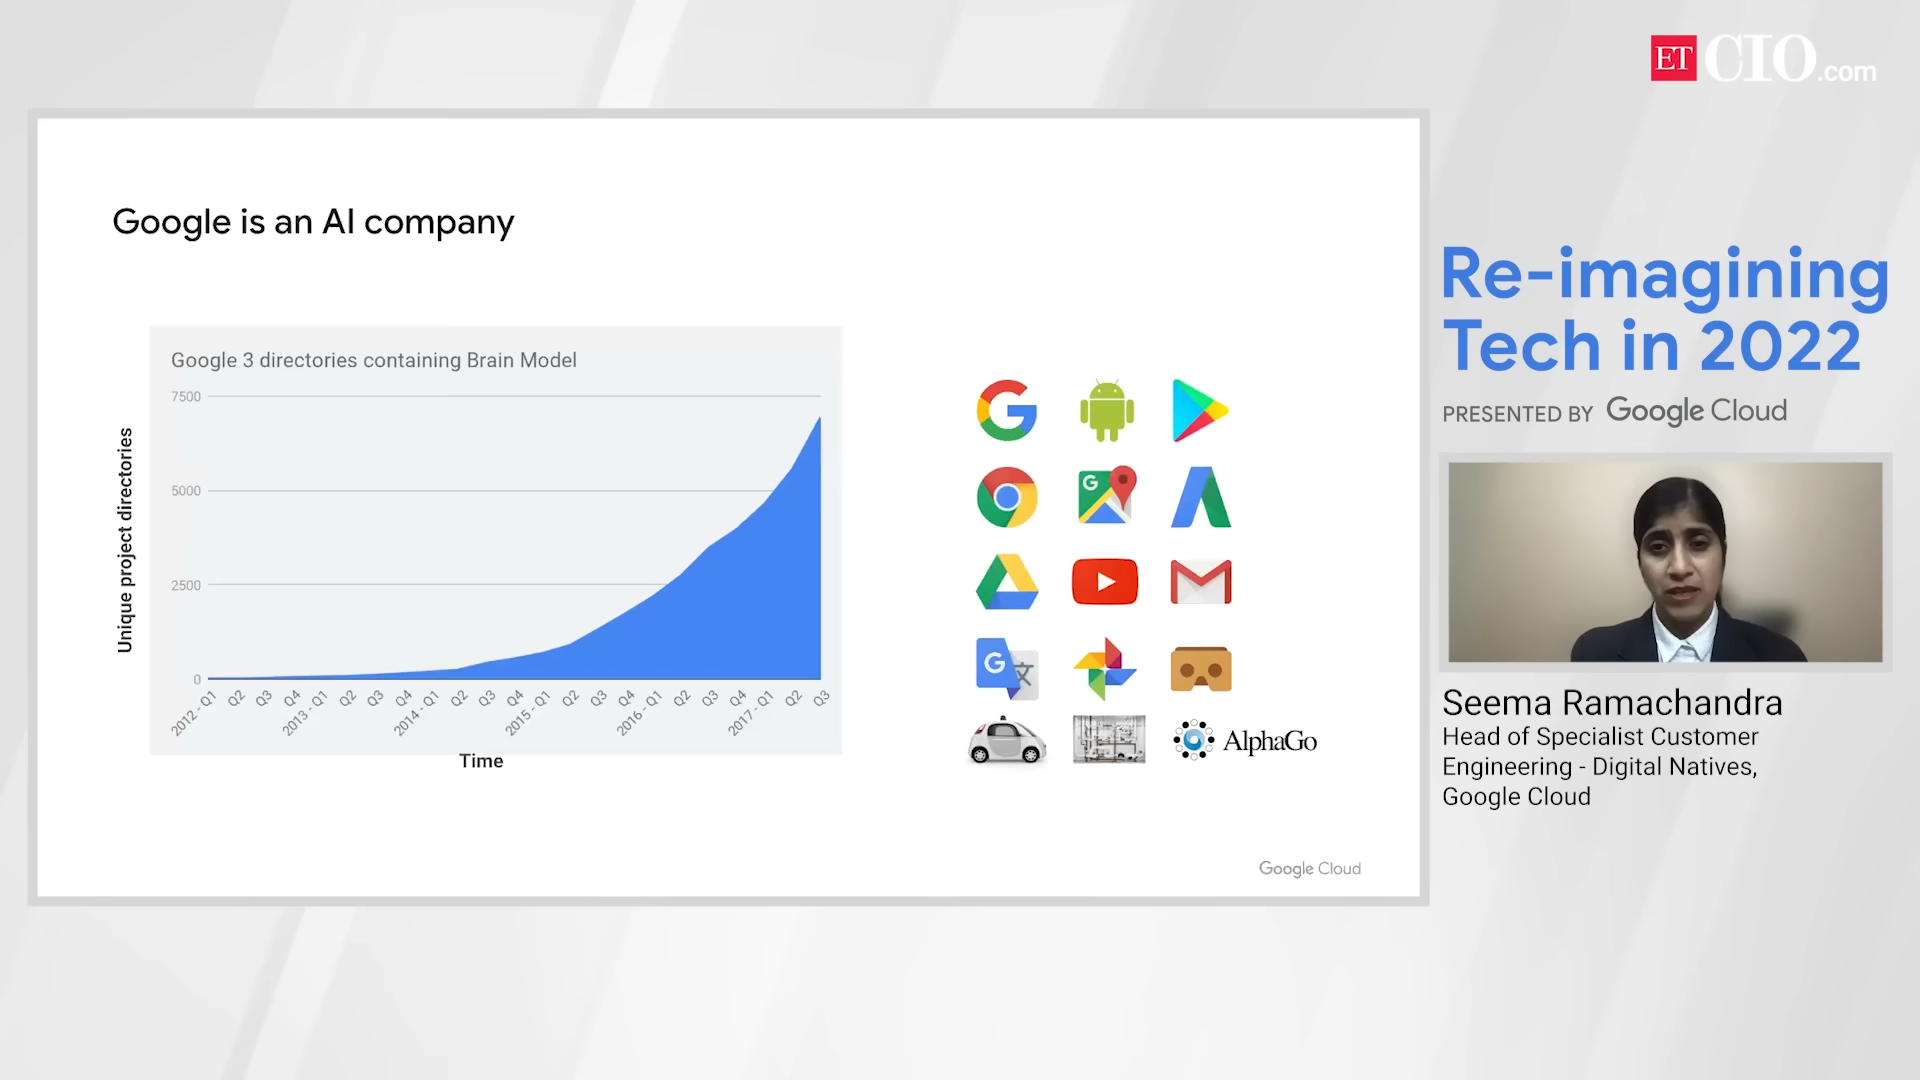 ET CIO.com
Google is an AI company
Google 3 directories containing Brain Model
Unique project directories
7500
5000
2500
0
2012 - Q1 Q2 Q3 Q4 2013 - Q1 Q2 Q3 Q4 2014 - Q1 Q2 Q3 Q4 2015 - Q1 Q2 Q3 Q4 2016 - Q1 Q2 Q3 Q4 2017 - Q1 Q2 Q3
Time
G
G
G 文
AlphaGo
Google Cloud
Re-imagining
Tech in 2022
PRESENTED BY Google Cloud
Seema Ramachandra
Head of Specialist Customer
Engineering - Digital Natives,
Google Cloud